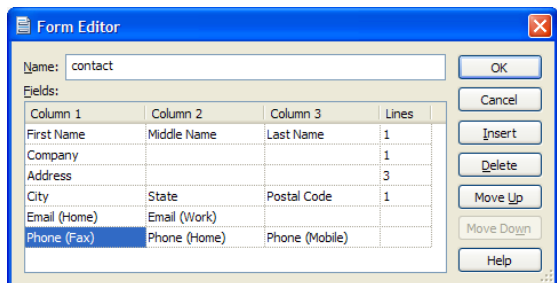 Form Editor
Name: contact
OK
Fields:
Cancel
Column 1 Column 2 Column 3 Lines
First Name Middle Name Last Name 1
Insert
Company 1
Address 3
Delete
City State Postal Code 1
Move Up
Email (Home) Email (Work)
Phone (Fax) Phone (Home) Phone (Mobile)
Move Down
Help